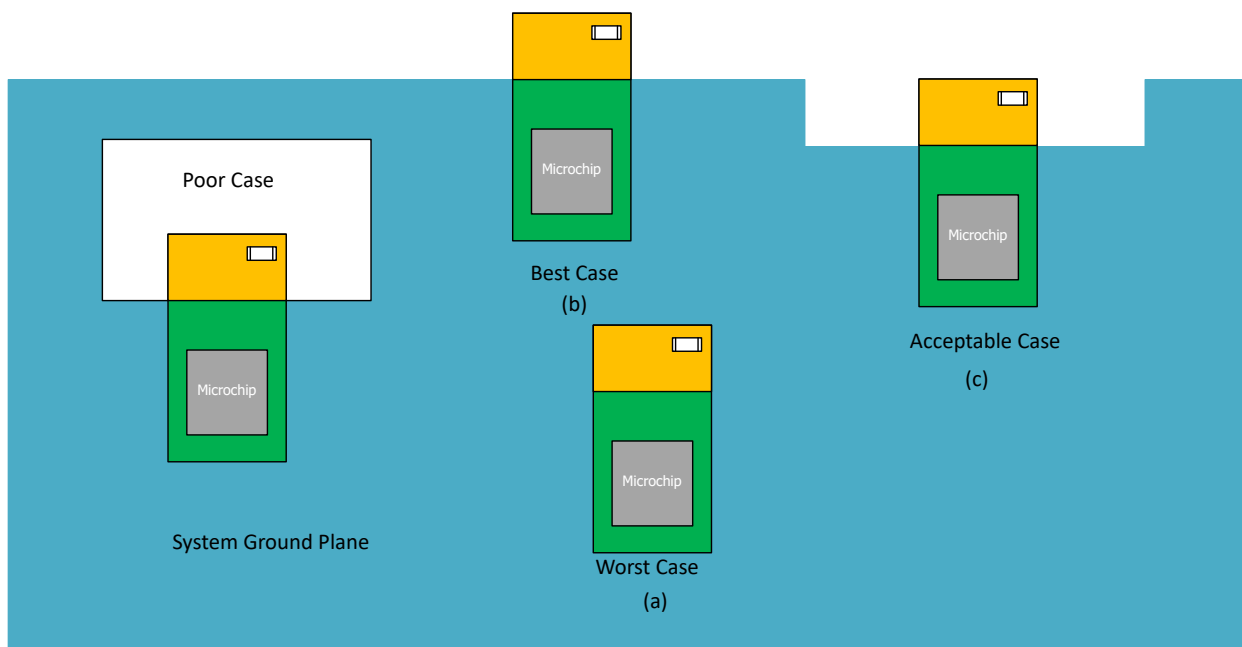 Poor Case
Microchip
System Ground Plane
Microchip
Best Case
(b)
Microchip
Worst Case
(a)
Microchip
Acceptable Case
(c)